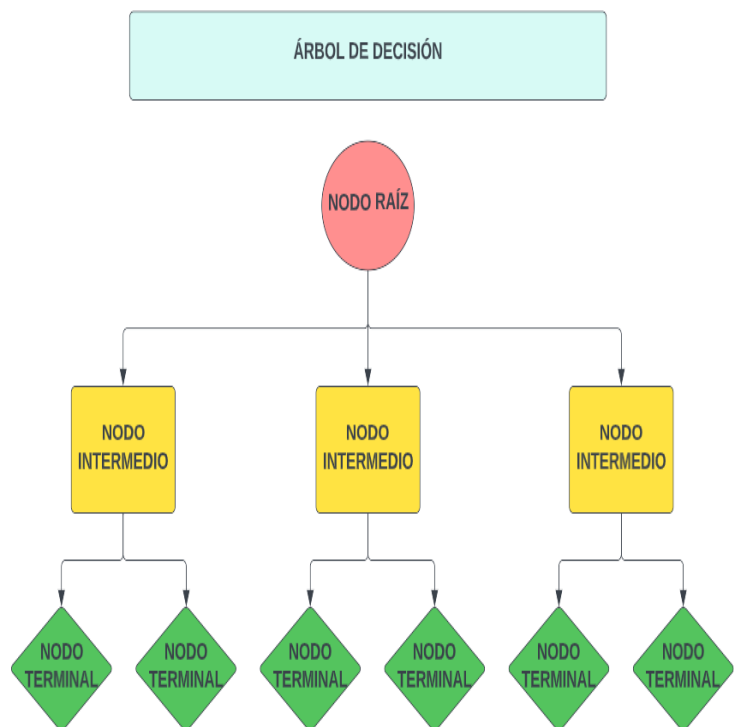 ÁRBOL DE DECISIÓN
NODO RAÍZ
NODO
INTERMEDIO
NODO
INTERMEDIO
NODO
INTERMEDIO
NODO
TERMINAL
NODO
TERMINAL
NODO
TERMINAL
NODO
TERMINAL
NODO
TERMINAL
NODO
TERMINAL